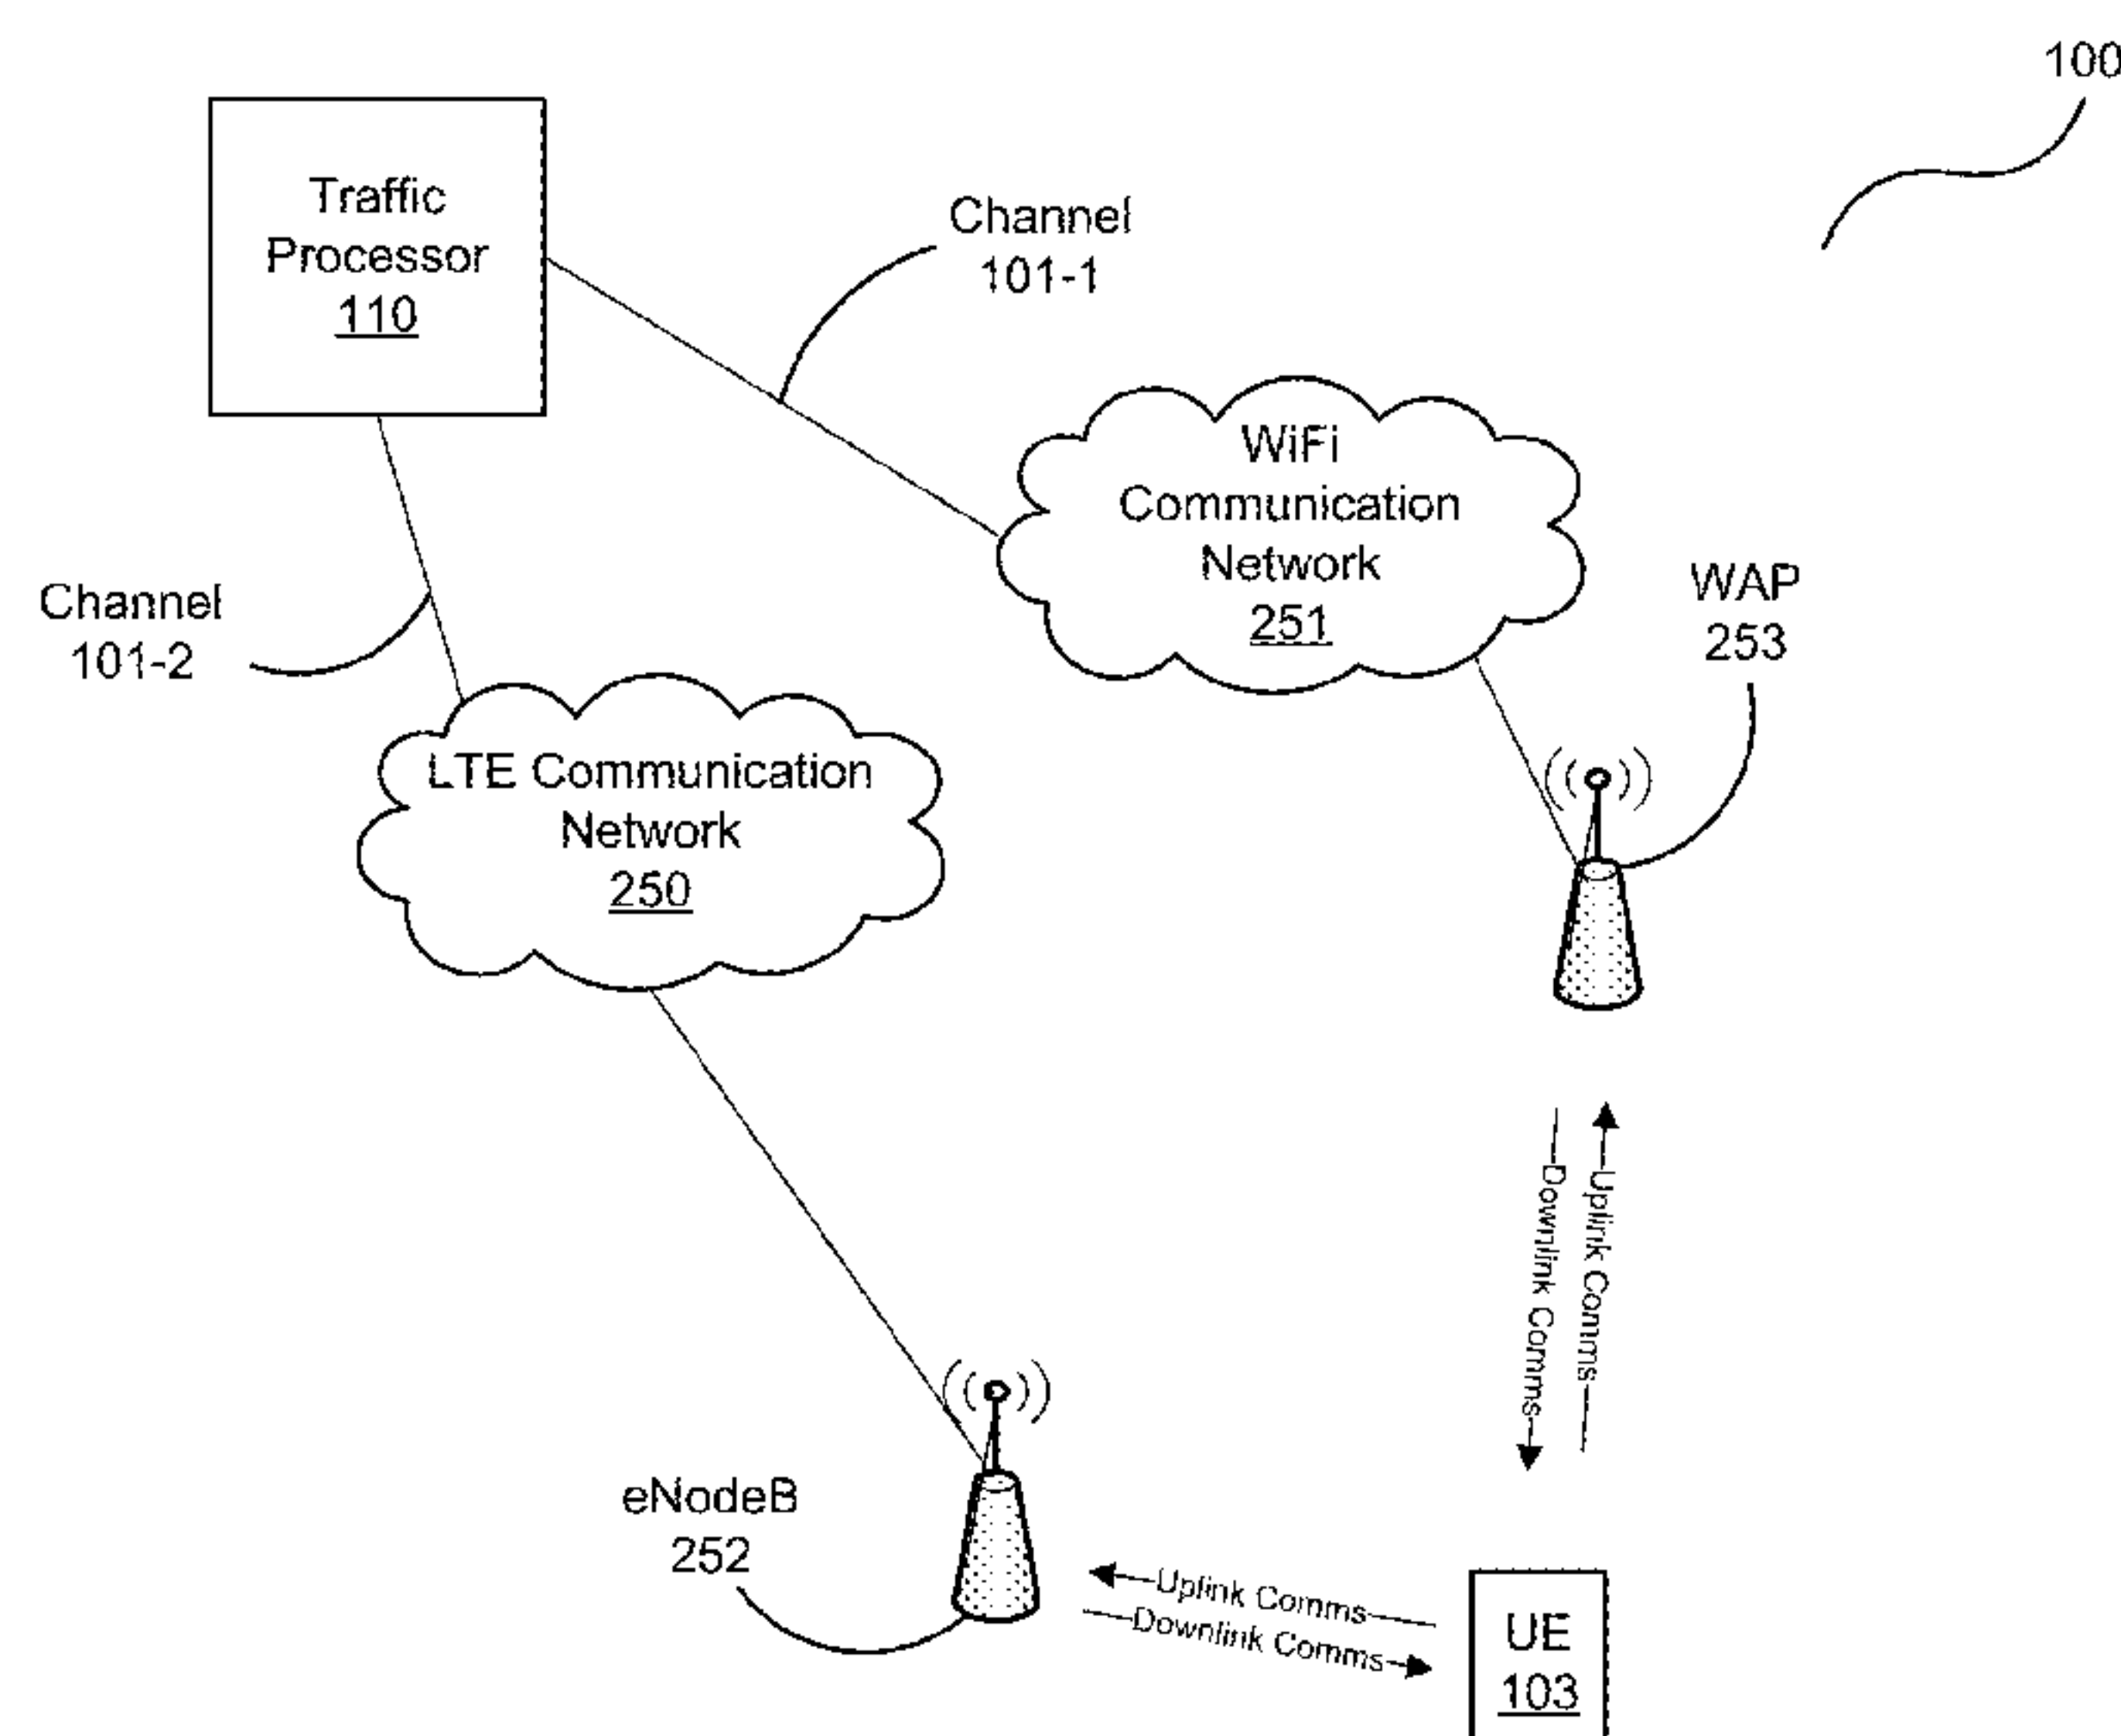 100
Traffic
Processor
110
Channel
101-1
WiFi
Communication
Network
251
WAP
253
Channel
101-2
LTE Communication
Network
250
Downlink Comms
Uplink Comms
eNodeB
252
Uplink Comms
Downlink Comms
UE
103